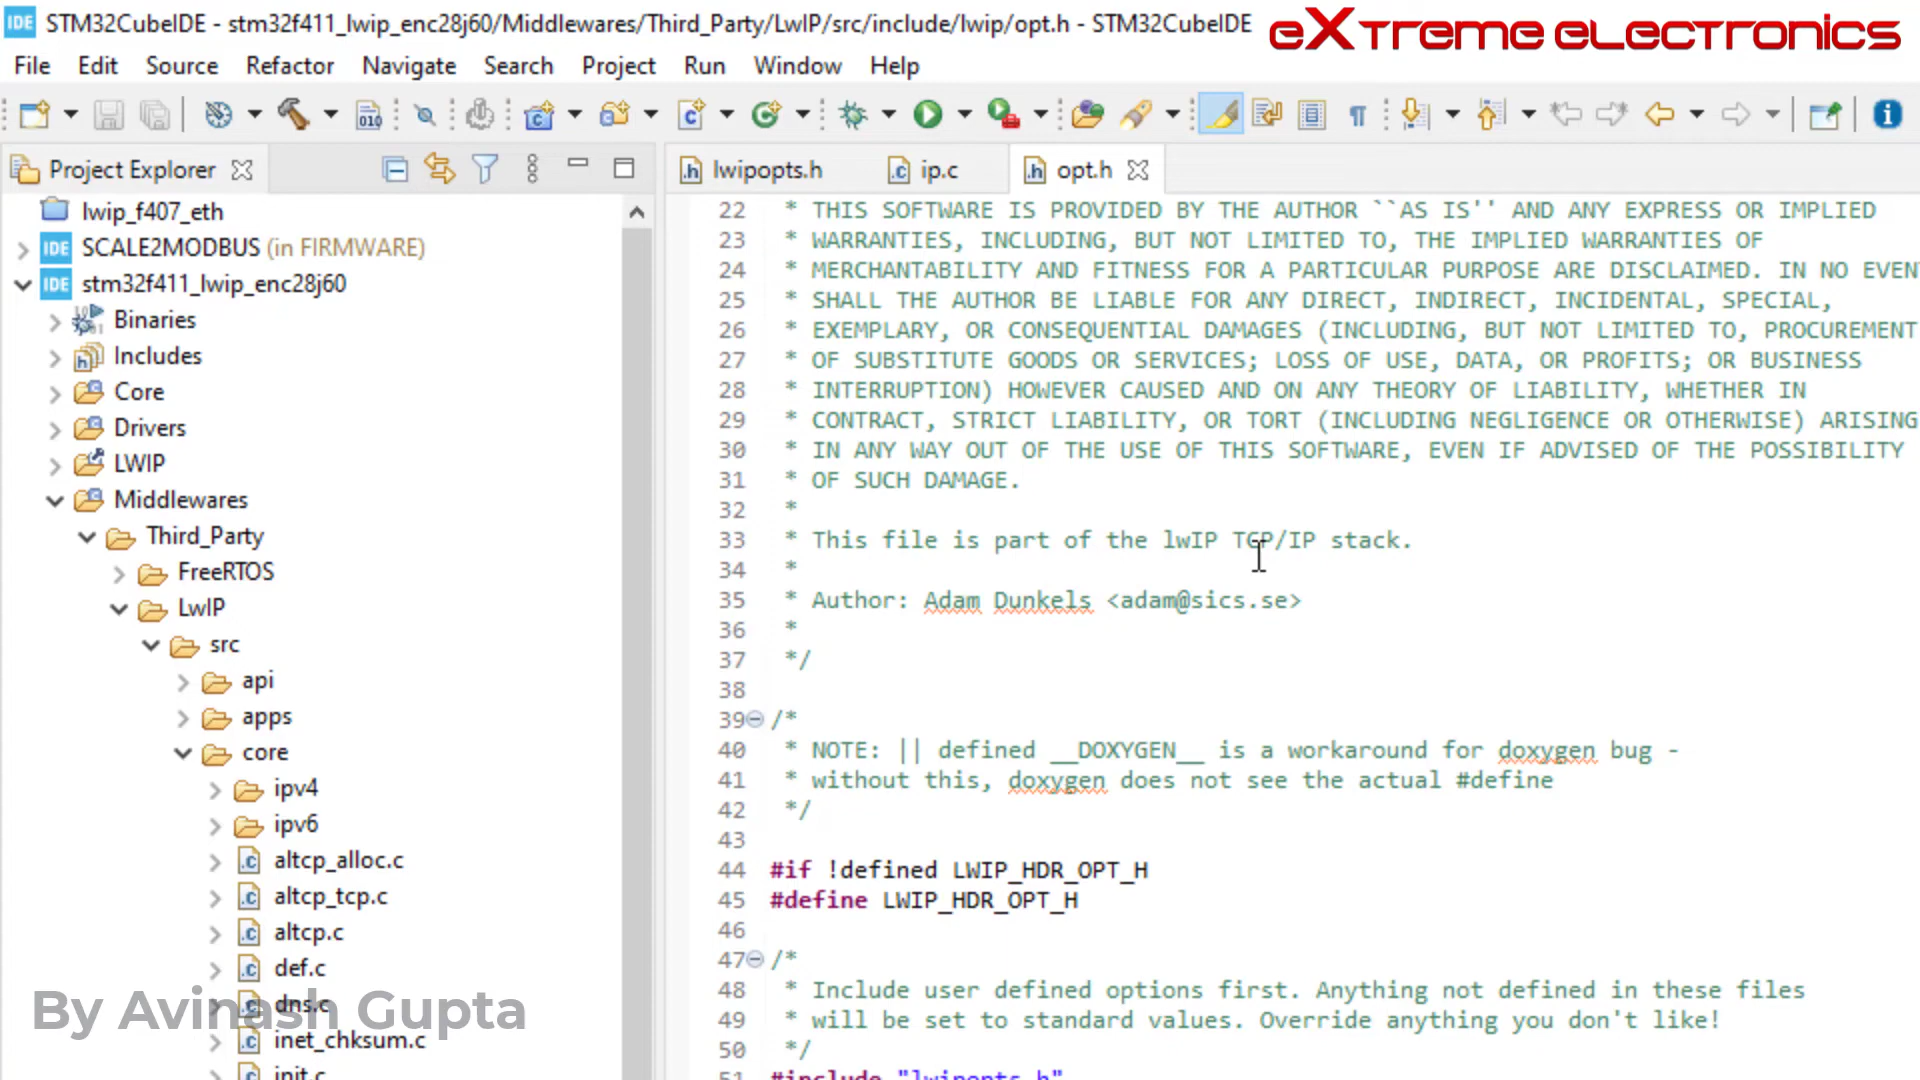 IDE STM32CubeIDE - stm32f411_lwip_enc28j60/Middlewares/Third_Party/LwIP/src/include/lwip/opt.h - STM32CubeIDE
eXtreme electronics
File Edit Source Refactor Navigate Search Project Run Window Help
Project Explorer
lwipopts.h ip.c opt.h
lwip_f407_eth
IDE SCALE2MODBUS (in FIRMWARE)
IDE stm32f411_lwip_enc28j60
Binaries
Includes
Core
Drivers
LWIP
Middlewares
Third_Party
FreeRTOS
LwIP
src
api
apps
core
ipv4
ipv6
.c altcp_alloc.c
.c altcp_tcp.c
.c altcp.c
.c def.c
.c dns.c
.c inet_chksum.c
init.c
By Avinash Gupta
22 * THIS SOFTWARE IS PROVIDED BY THE AUTHOR ``AS IS'' AND ANY EXPRESS OR IMPLIED
23 * WARRANTIES, INCLUDING, BUT NOT LIMITED TO, THE IMPLIED WARRANTIES OF
24 * MERCHANTABILITY AND FITNESS FOR A PARTICULAR PURPOSE ARE DISCLAIMED. IN NO EVENT
25 * SHALL THE AUTHOR BE LIABLE FOR ANY DIRECT, INDIRECT, INCIDENTAL, SPECIAL,
26 * EXEMPLARY, OR CONSEQUENTIAL DAMAGES (INCLUDING, BUT NOT LIMITED TO, PROCUREMENT
27 * OF SUBSTITUTE GOODS OR SERVICES; LOSS OF USE, DATA, OR PROFITS; OR BUSINESS
28 * INTERRUPTION) HOWEVER CAUSED AND ON ANY THEORY OF LIABILITY, WHETHER IN
29 * CONTRACT, STRICT LIABILITY, OR TORT (INCLUDING NEGLIGENCE OR OTHERWISE) ARISING
30 * IN ANY WAY OUT OF THE USE OF THIS SOFTWARE, EVEN IF ADVISED OF THE POSSIBILITY
31 * OF SUCH DAMAGE.
32 *
33 * This file is part of the lwIP TCP/IP stack.
34 *
35 * Author: Adam Dunkels <adam@sics.se>
36 *
37 */
38
39 /*
40 * NOTE: || defined __DOXYGEN__ is a workaround for doxygen bug -
41 * without this, doxygen does not see the actual #define
42 */
43
44 #if !defined LWIP_HDR_OPT_H
45 #define LWIP_HDR_OPT_H
46
47 /*
48 * Include user defined options first. Anything not defined in these files
49 * will be set to standard values. Override anything you don't like!
50 */
51 #include "lwipopts.h"